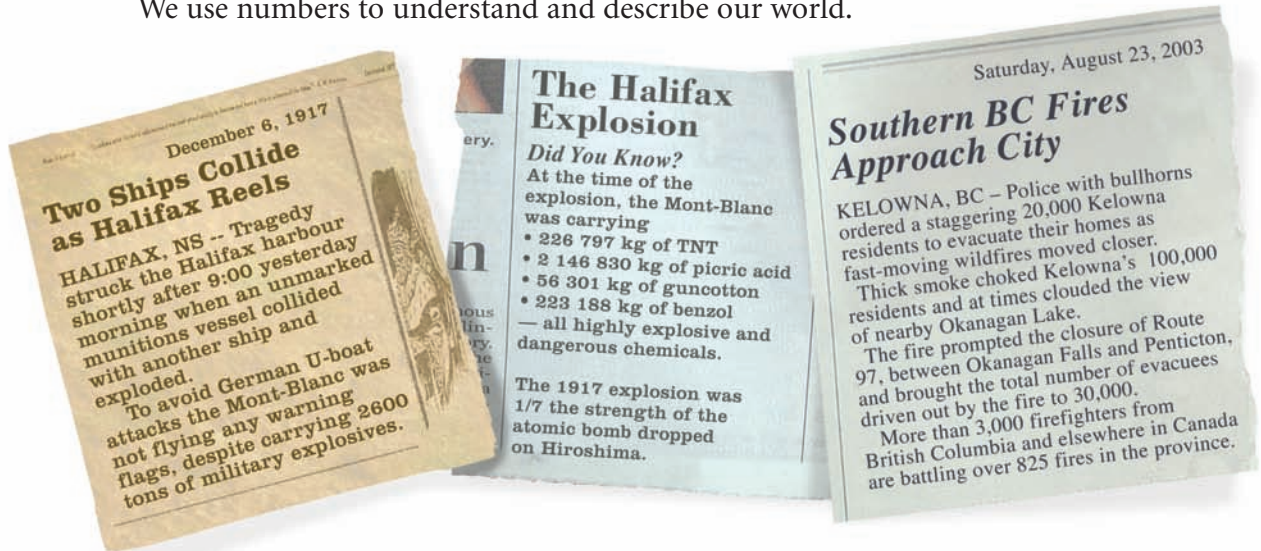 We use numbers to understand and describe our world.
December 6, 1917
Two Ships Collide
as Halifax Reels
HALIFAX, NS -- Tragedy
struck the Halifax harbour
shortly after 9:00 yesterday
morning when an unmarked
munitions vessel collided
with another ship and
exploded.
To avoid German U-boat
attacks the Mont-Blanc was
not flying any warning
flags, despite carrying 2600
tons of military explosives.
ery.
n
The Halifax
Explosion
Did You Know?
At the time of the
explosion, the Mont-Blanc
was carrying
• 226 797 kg of TNT
• 2 146 830 kg of picric acid
• 56 301 kg of guncotton
• 223 188 kg of benzol
— all highly explosive and
dangerous chemicals.
The 1917 explosion was
1/7 the strength of the
atomic bomb dropped
on Hiroshima.
Saturday, August 23, 2003
Southern BC Fires
Approach City
KELOWNA, BC – Police with bullhorns
ordered a staggering 20,000 Kelowna
residents to evacuate their homes as
fast-moving wildfires moved closer.
Thick smoke choked Kelowna's 100,000
residents and at times clouded the view
of nearby Okanagan Lake.
The fire prompted the closure of Route
97, between Okanagan Falls and Penticton,
and brought the total number of evacuees
driven out by the fire to 30,000.
More than 3,000 firefighters from
British Columbia and elsewhere in Canada
are battling over 825 fires in the province.